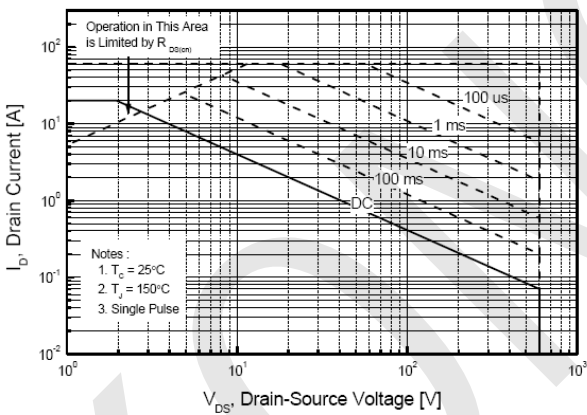 Operation in This Area
is Limited by R DS(on)
10²
10¹
10⁰
10⁻¹
10⁻²
I_D, Drain Current [A]
100 us
1 ms
10 ms
100 ms
DC
Notes :
1. T_C = 25°C
2. T_J = 150°C
3. Single Pulse
10⁰ 10¹ 10² 10³
V_DS, Drain-Source Voltage [V]